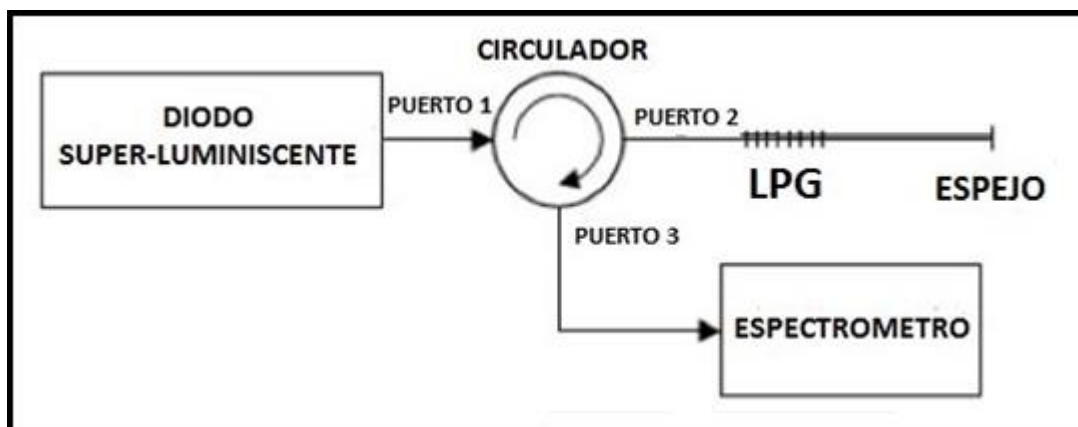 CIRCULADOR
DIODO
SUPER-LUMINISCENTE
PUERTO 1
PUERTO 2
LPG
ESPEJO
PUERTO 3
ESPECTROMETRO